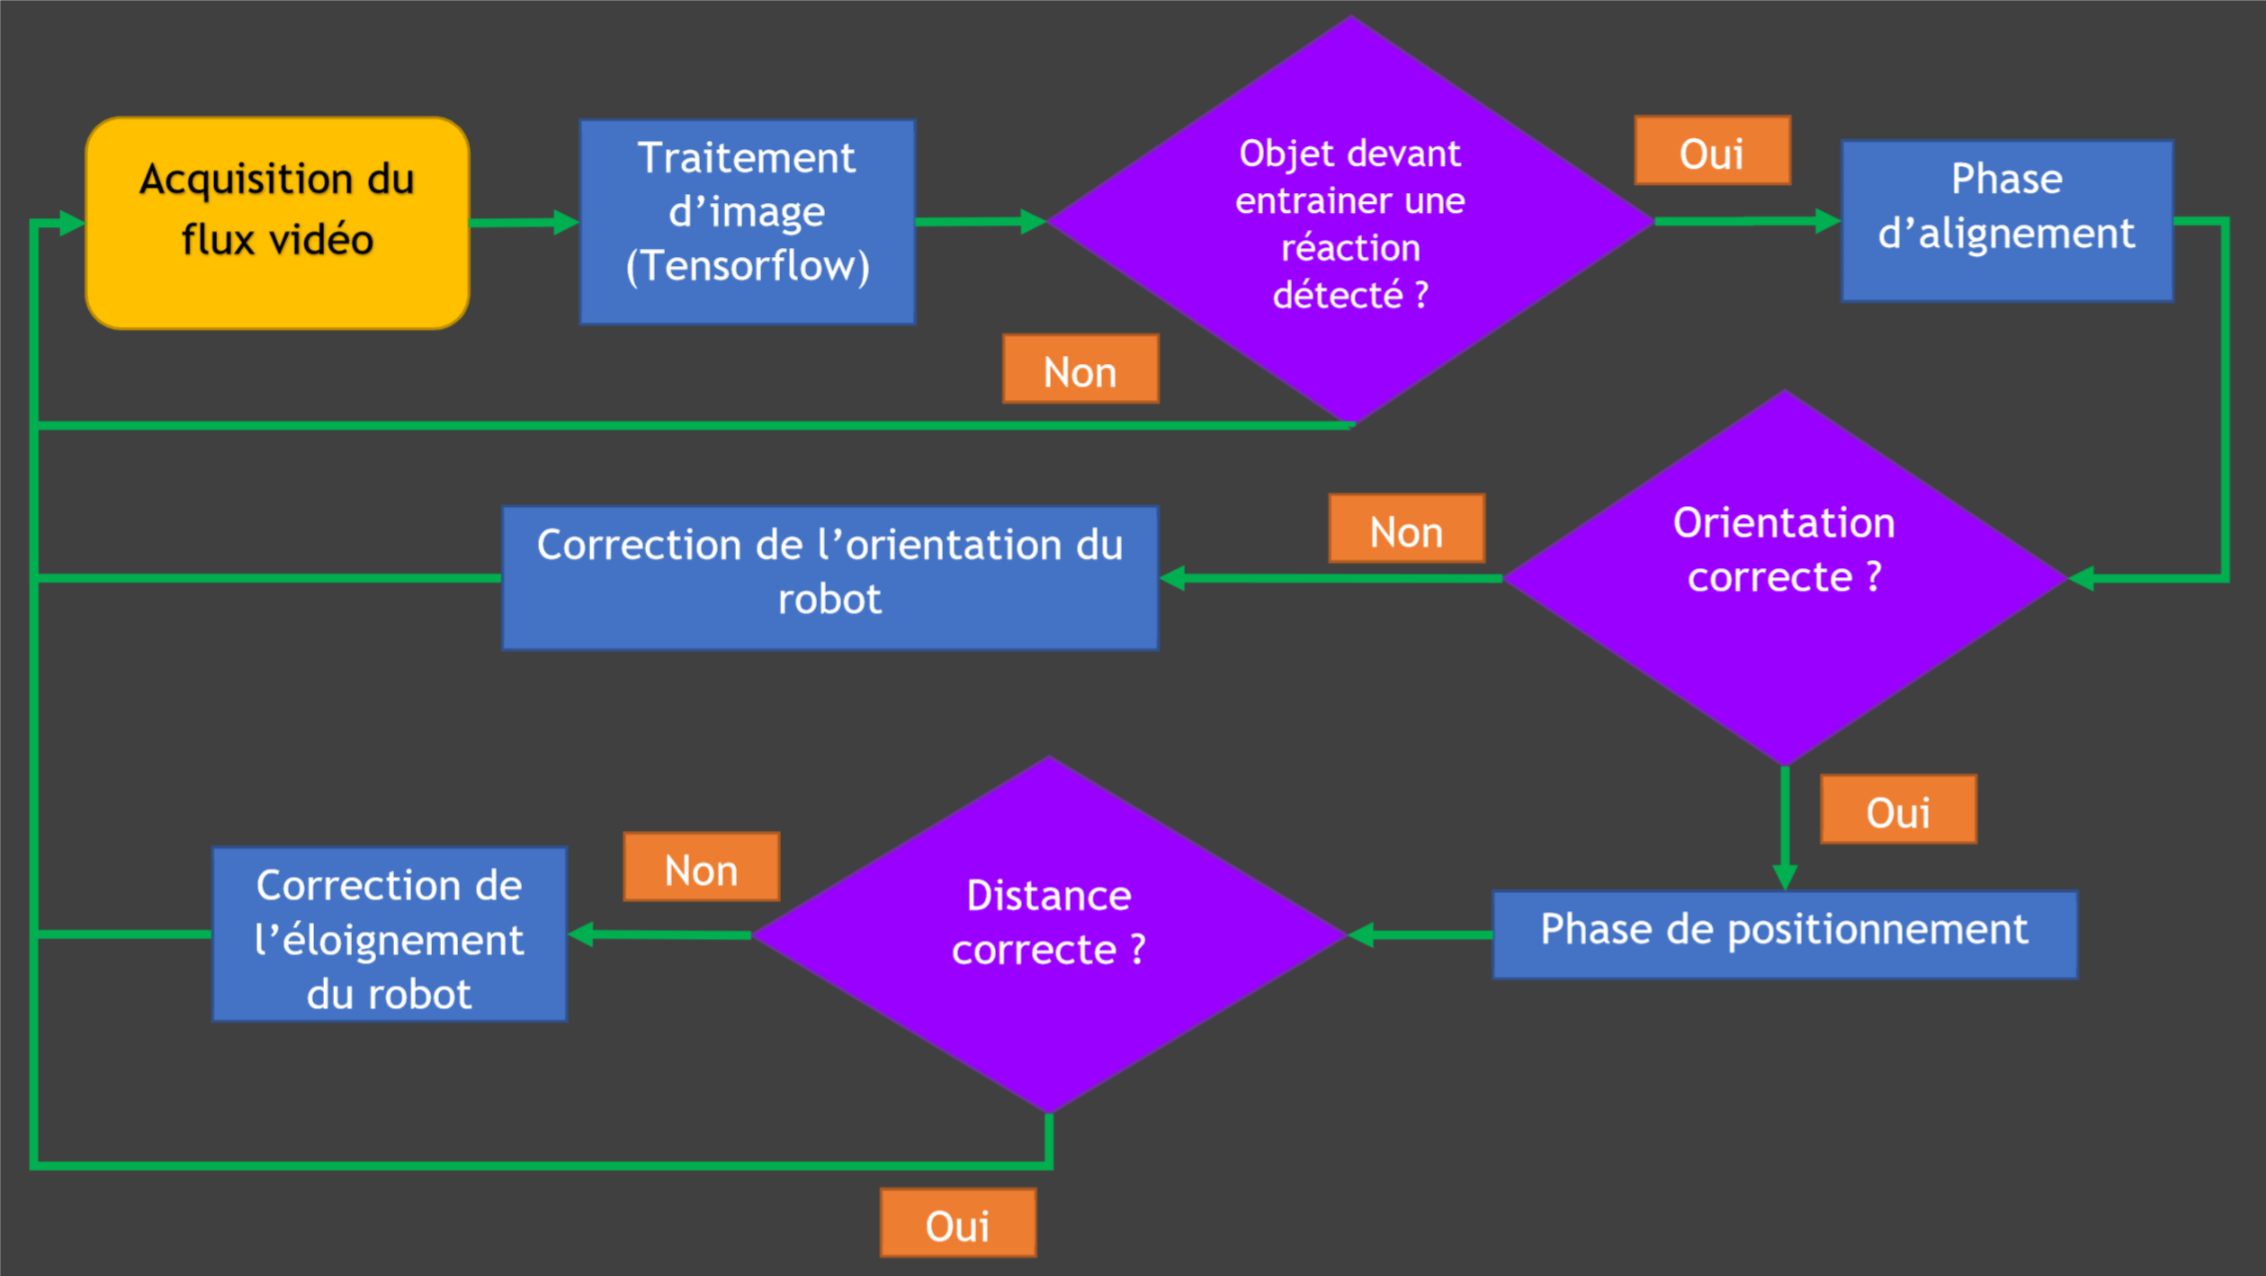 Acquisition du
flux vidéo
Traitement
d’image
(Tensorflow)
Objet devant
entrainer une
réaction
détecté ?
Oui
Phase
d’alignement
Non
Orientation
correcte ?
Non
Correction de l’orientation du
robot
Oui
Phase de positionnement
Distance
correcte ?
Non
Correction de
l’éloignement
du robot
Oui